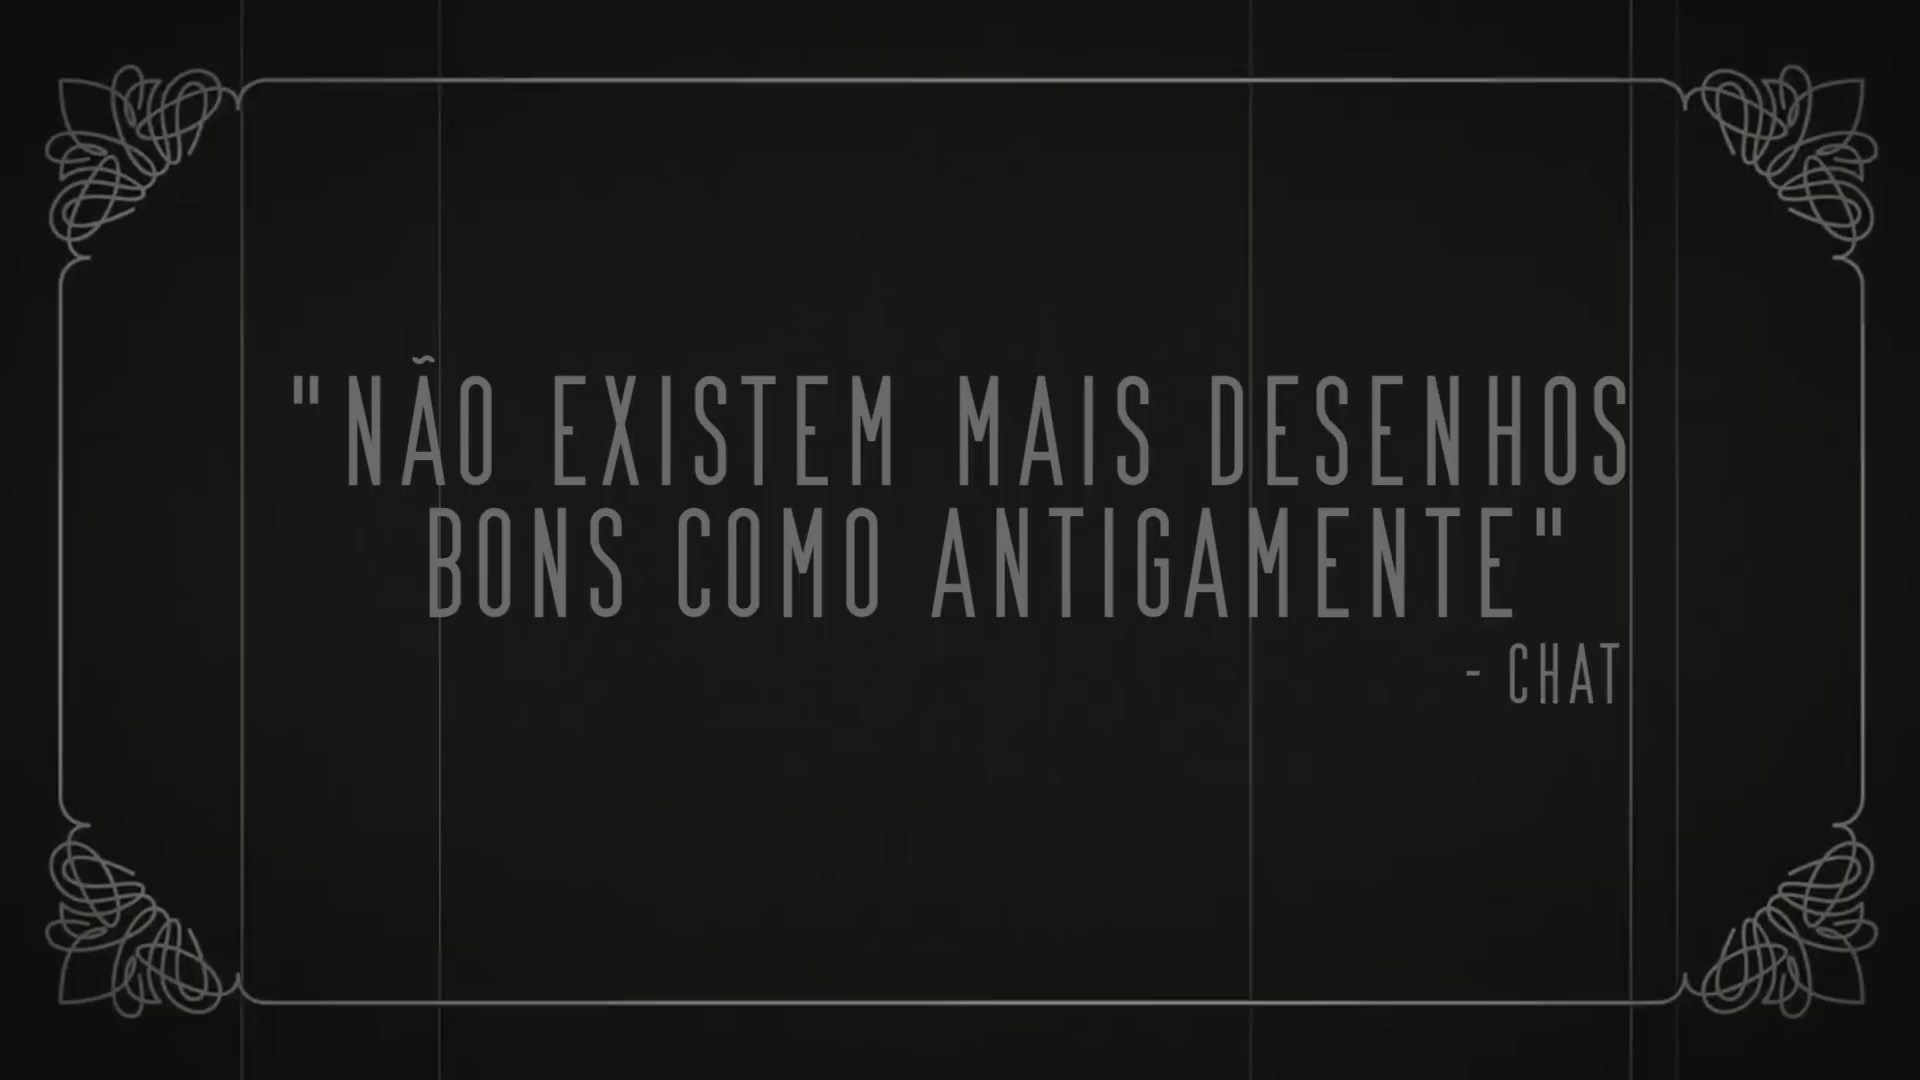 "NÃO EXISTEM MAIS DESENHOS
BONS COMO ANTIGAMENTE"
- CHAT